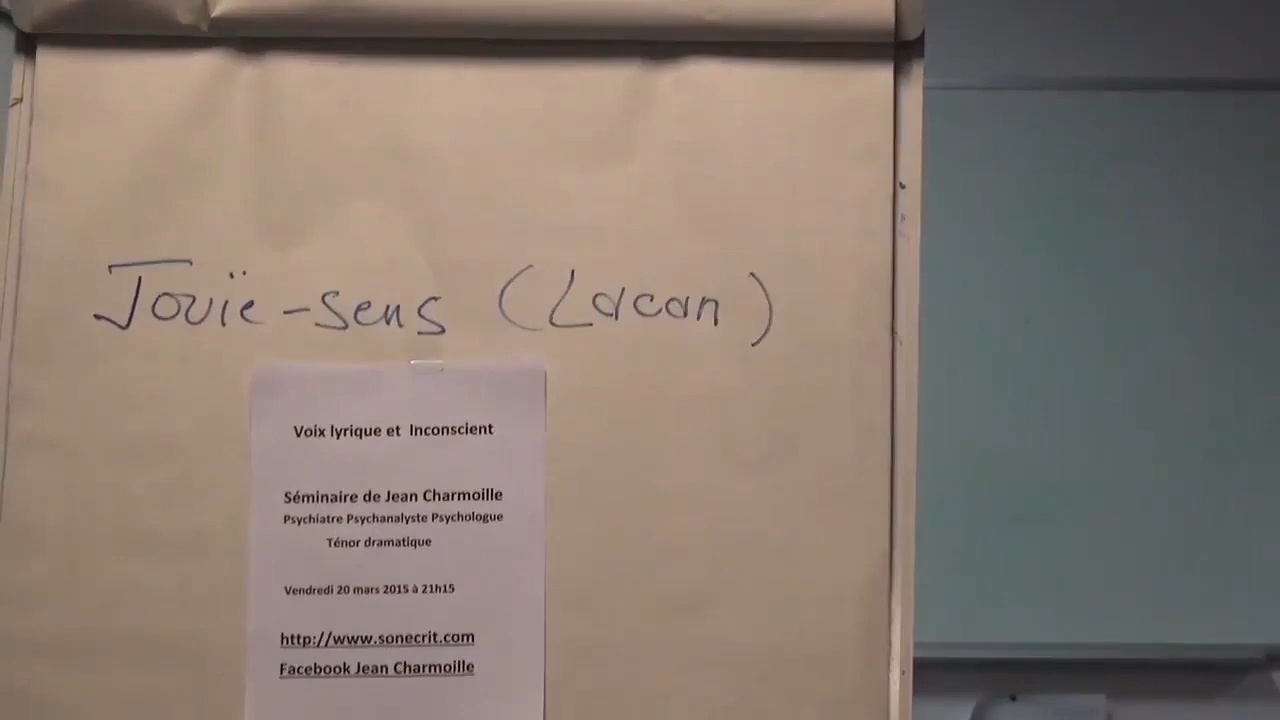 Jouïe-sens (Lacan)
Voix lyrique et Inconscient
Séminaire de Jean Charmoille
Psychiatre Psychanalyste Psychologue
Ténor dramatique
Vendredi 20 mars 2015 à 21h15
http://www.sonecrit.com
Facebook Jean Charmoille